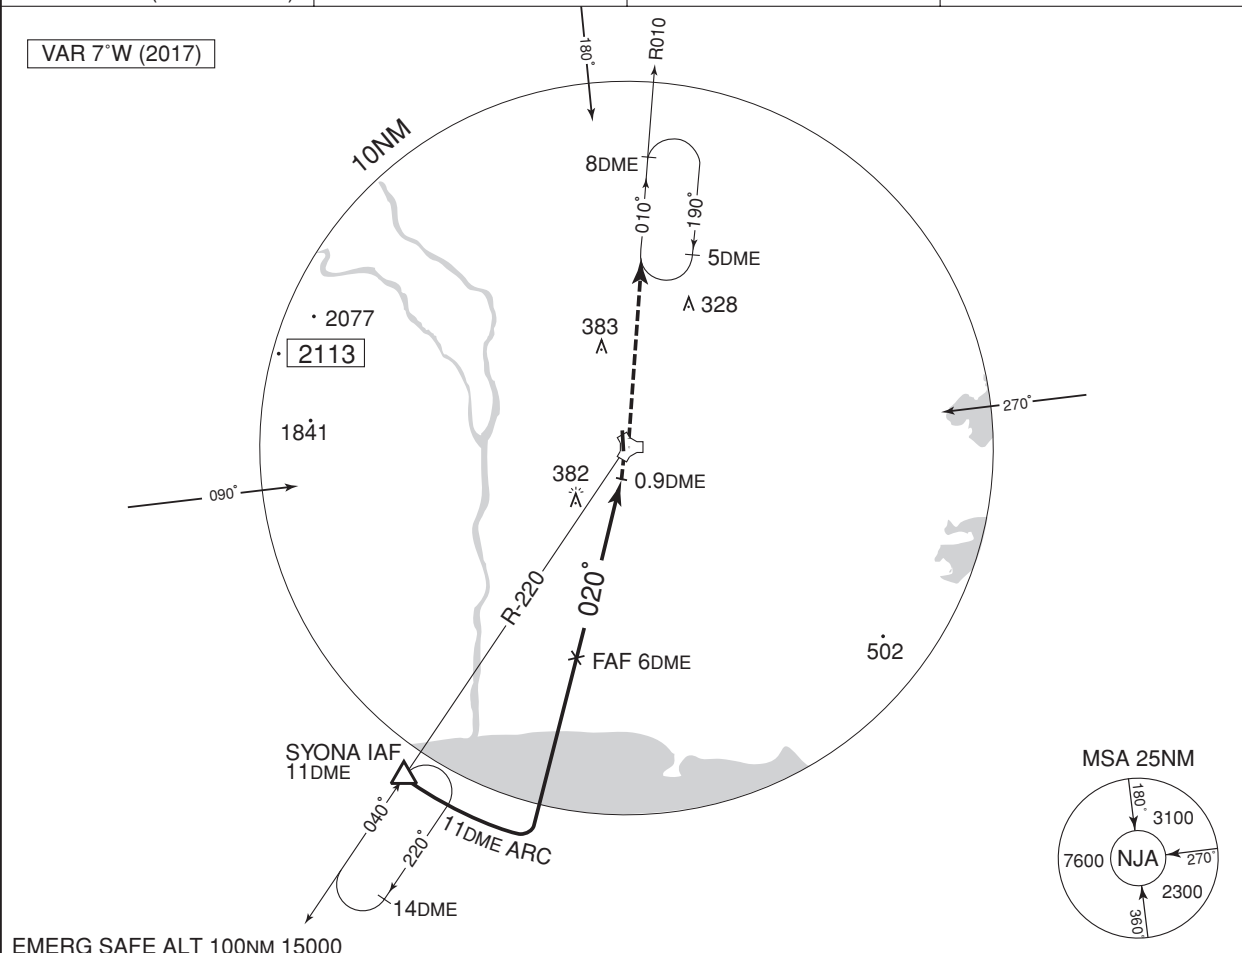 VAR 7°W (2017)
180°
R010
10NM
8DME
010°
190°
5DME
328
383
2077
2113
1841
270°
382
0.9DME
090°
020°
R-220
FAF 6DME
502
SYONA IAF
11DME
040°
220°
11DME ARC
14DME
MSA 25NM
180°
3100
7600
NJA
270°
2300
360°
EMERG SAFE ALT 100NM 15000